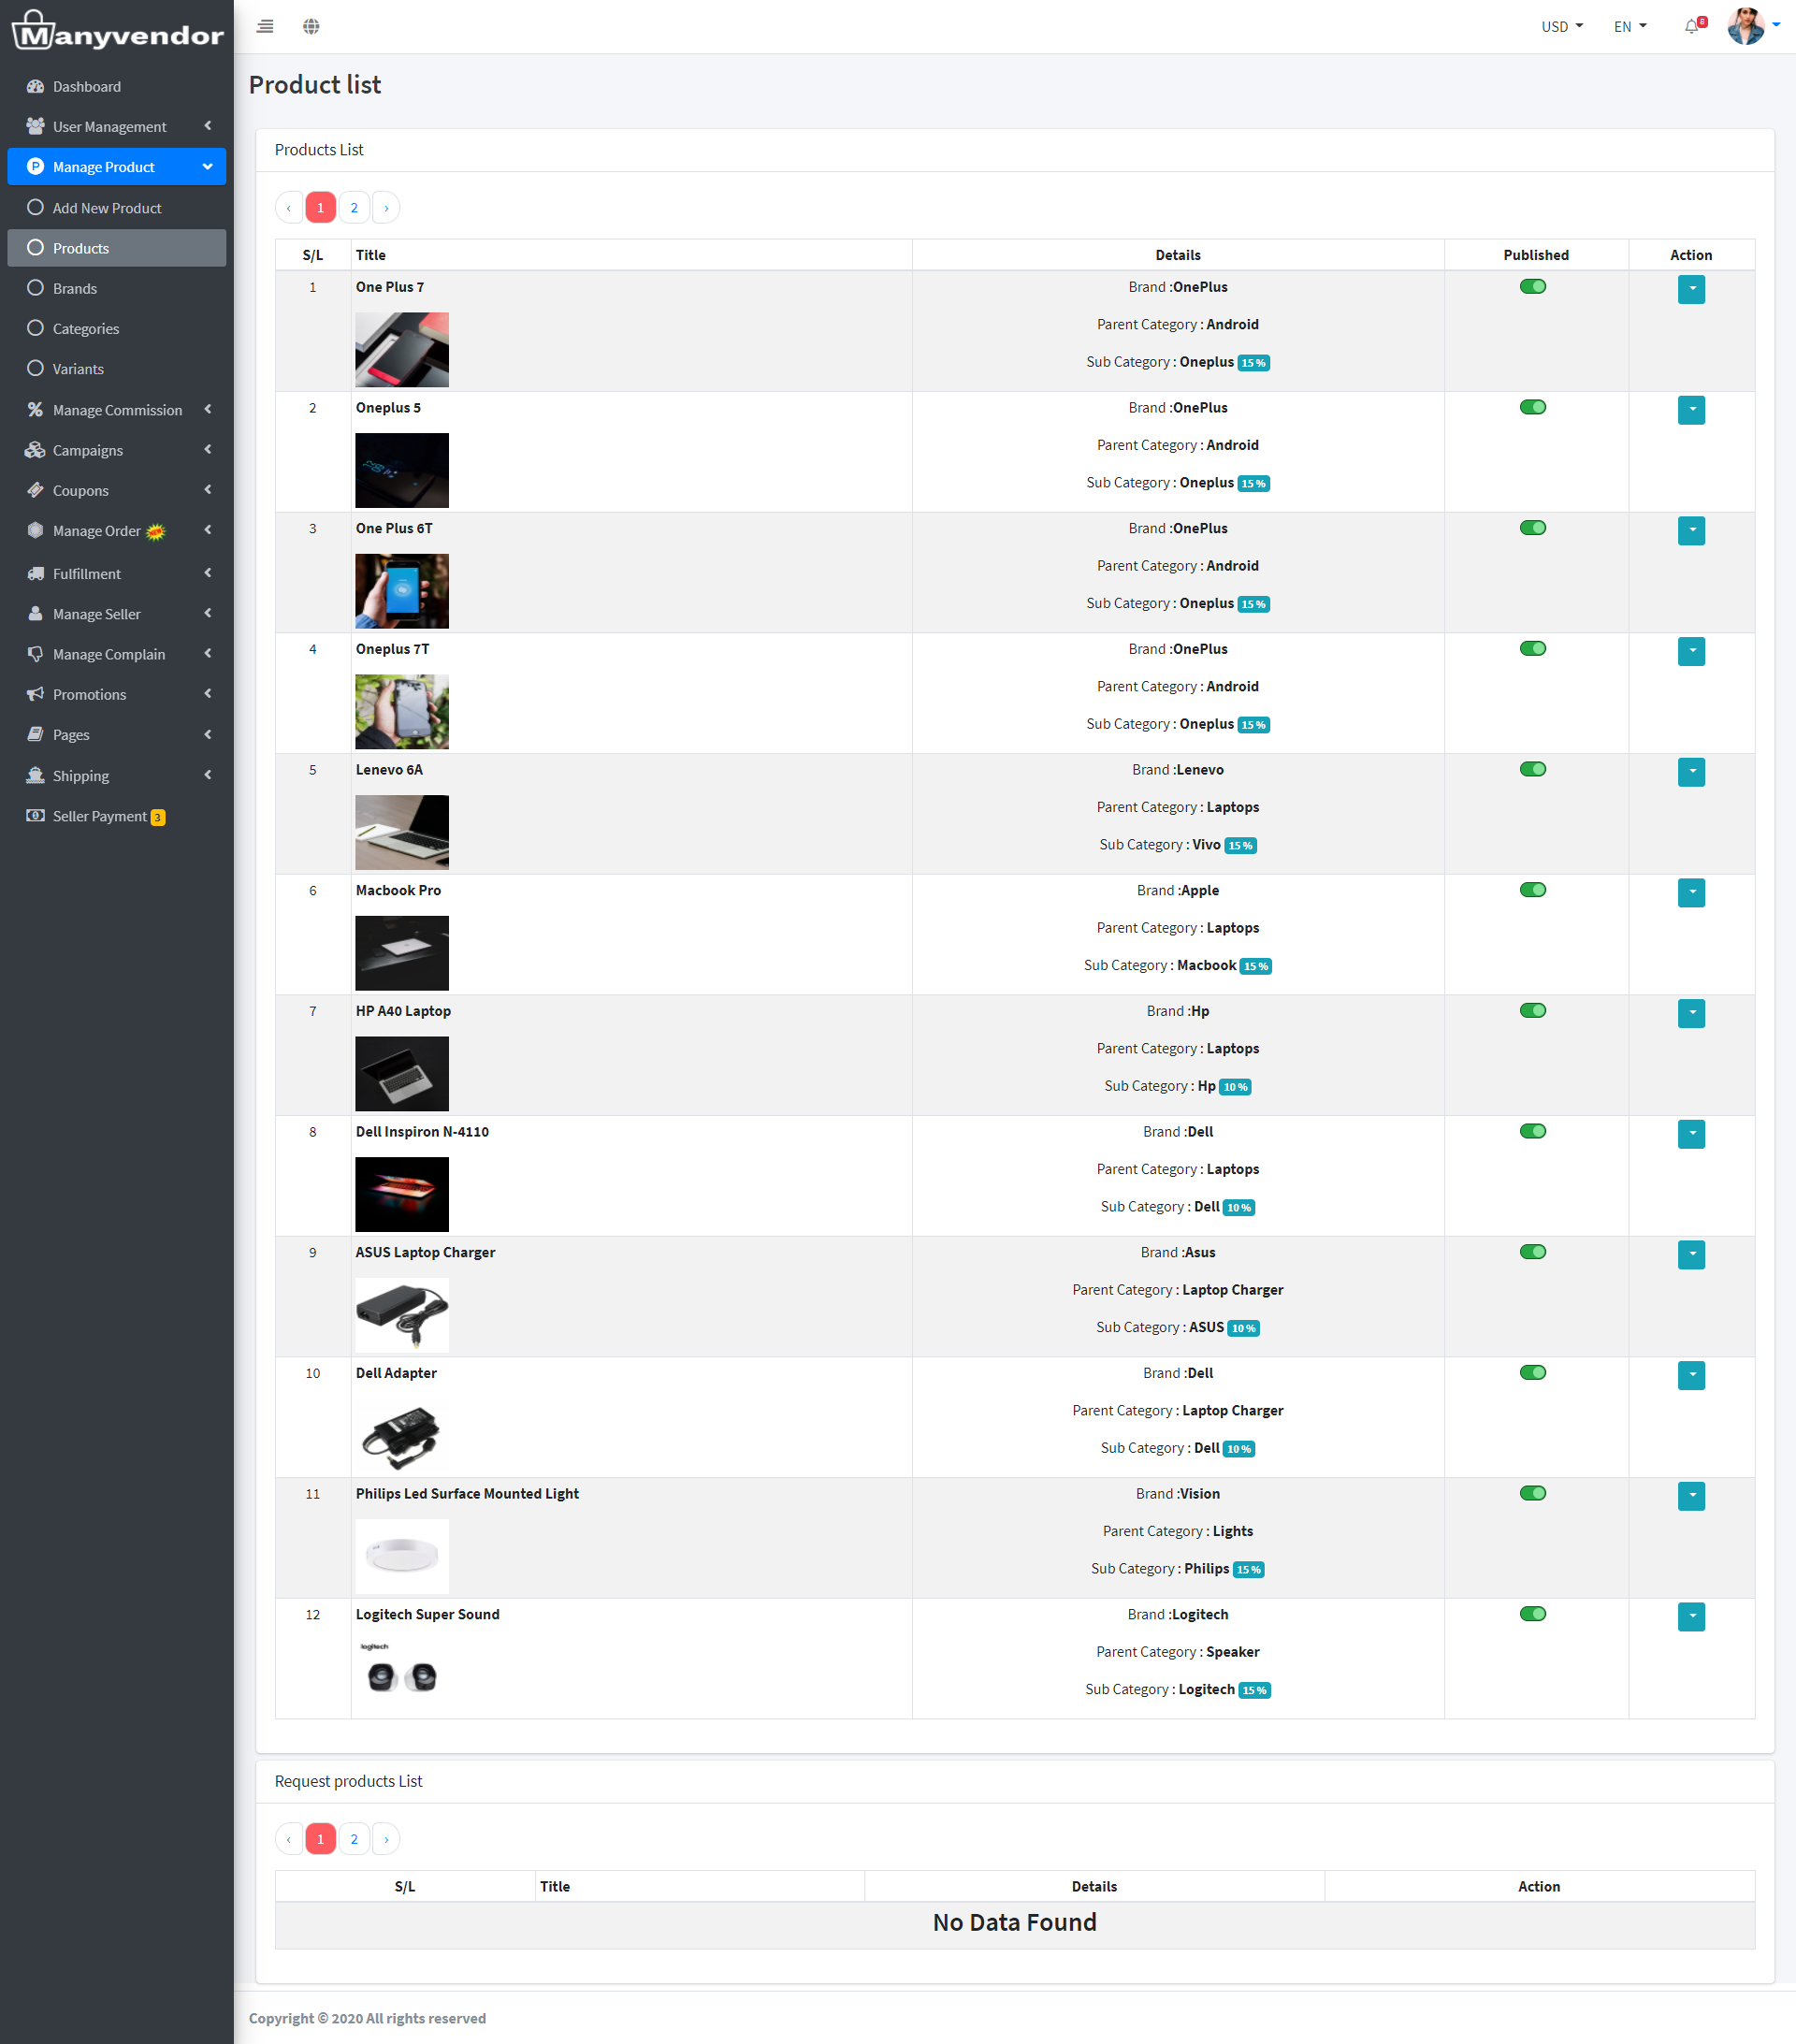 Manyvendor
USD
EN
8
Dashboard
User Management
Manage Product
Add New Product
Products
Brands
Categories
Variants
Manage Commission
Campaigns
Coupons
Manage Order
Fulfillment
Manage Seller
Manage Complain
Promotions
Pages
Shipping
Seller Payment 3
Product list
Products List
‹ 1 2 ›
S/L Title Details Published Action
1 One Plus 7 Brand :OnePlus
Parent Category : Android
Sub Category : Oneplus 15 %
2 Oneplus 5 Brand :OnePlus
Parent Category : Android
Sub Category : Oneplus 15 %
3 One Plus 6T Brand :OnePlus
Parent Category : Android
Sub Category : Oneplus 15 %
4 Oneplus 7T Brand :OnePlus
Parent Category : Android
Sub Category : Oneplus 15 %
5 Lenevo 6A Brand :Lenevo
Parent Category : Laptops
Sub Category : Vivo 15 %
6 Macbook Pro Brand :Apple
Parent Category : Laptops
Sub Category : Macbook 15 %
7 HP A40 Laptop Brand :Hp
Parent Category : Laptops
Sub Category : Hp 10 %
8 Dell Inspiron N-4110 Brand :Dell
Parent Category : Laptops
Sub Category : Dell 10 %
9 ASUS Laptop Charger Brand :Asus
Parent Category : Laptop Charger
Sub Category : ASUS 10 %
10 Dell Adapter Brand :Dell
Parent Category : Laptop Charger
Sub Category : Dell 10 %
11 Philips Led Surface Mounted Light Brand :Vision
Parent Category : Lights
Sub Category : Philips 15 %
12 Logitech Super Sound Brand :Logitech
logitech
Parent Category : Speaker
Sub Category : Logitech 15 %
Request products List
‹ 1 2 ›
S/L Title Details Action
No Data Found
Copyright © 2020 All rights reserved